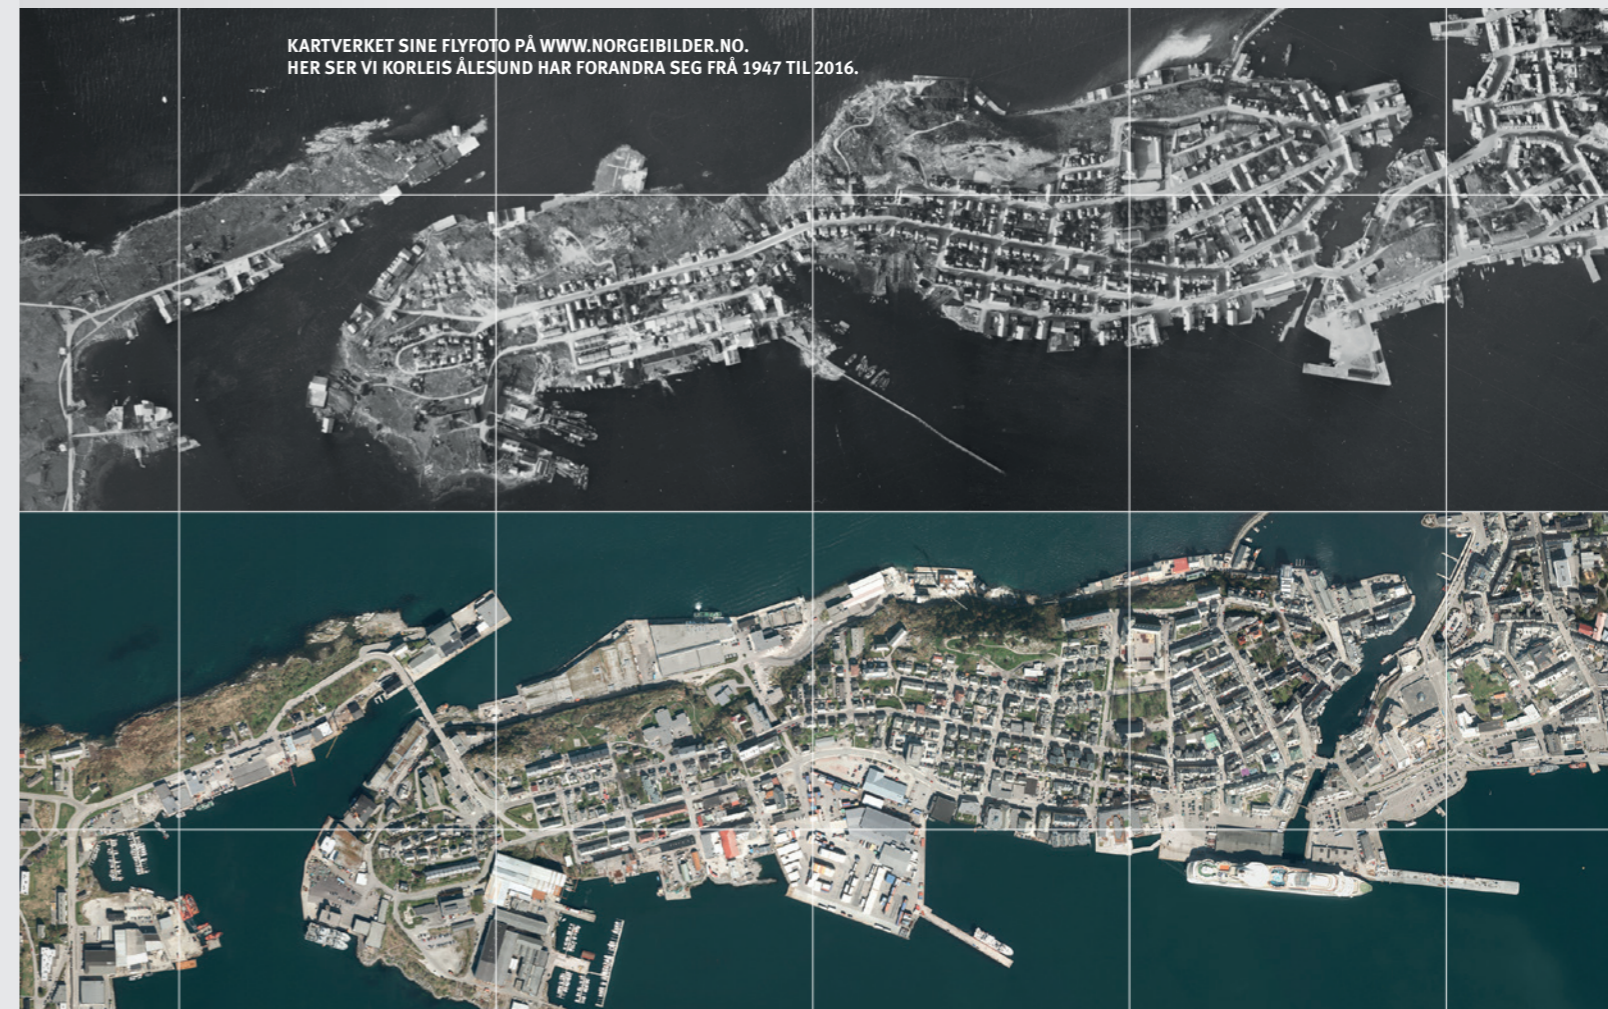 KARTVERKET SINE FLYFOTO PÅ WWW.NORGEIBILDER.NO.
HER SER VI KORLEIS ÅLESUND HAR FORANDRA SEG FRÅ 1947 TIL 2016.